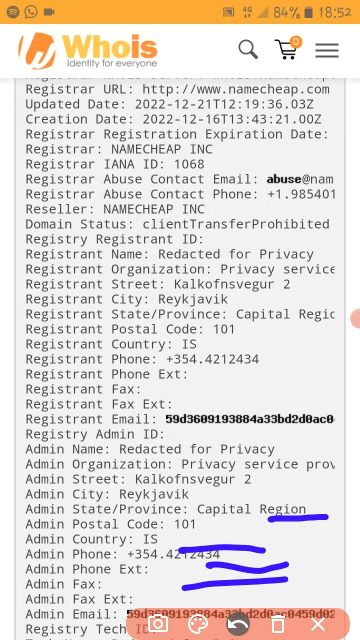 84% 18:52
Whois
Identity for everyone
0
Registrar URL: http://www.namecheap.com
Updated Date: 2022-12-21T12:19:36.03Z
Creation Date: 2022-12-16T13:43:21.00Z
Registrar Registration Expiration Date:
Registrar: NAMECHEAP INC
Registrar IANA ID: 1068
Registrar Abuse Contact Email: abuse@nam
Registrar Abuse Contact Phone: +1.985401
Reseller: NAMECHEAP INC
Domain Status: clientTransferProhibited
Registry Registrant ID:
Registrant Name: Redacted for Privacy
Registrant Organization: Privacy service
Registrant Street: Kalkofnsvegur 2
Registrant City: Reykjavik
Registrant State/Province: Capital Regio
Registrant Postal Code: 101
Registrant Country: IS
Registrant Phone: +354.4212434
Registrant Phone Ext:
Registrant Fax:
Registrant Fax Ext:
Registrant Email: 59d3609193884a33bd2d0ac0
Registry Admin ID:
Admin Name: Redacted for Privacy
Admin Organization: Privacy service prov
Admin Street: Kalkofnsvegur 2
Admin City: Reykjavik
Admin State/Province: Capital Region
Admin Postal Code: 101
Admin Country: IS
Admin Phone: +354.4212434
Admin Phone Ext:
Admin Fax:
Admin Fax Ext:
Admin Email: 59d3609193884a33bd2d0ac0459d02
Registry Tech ID: